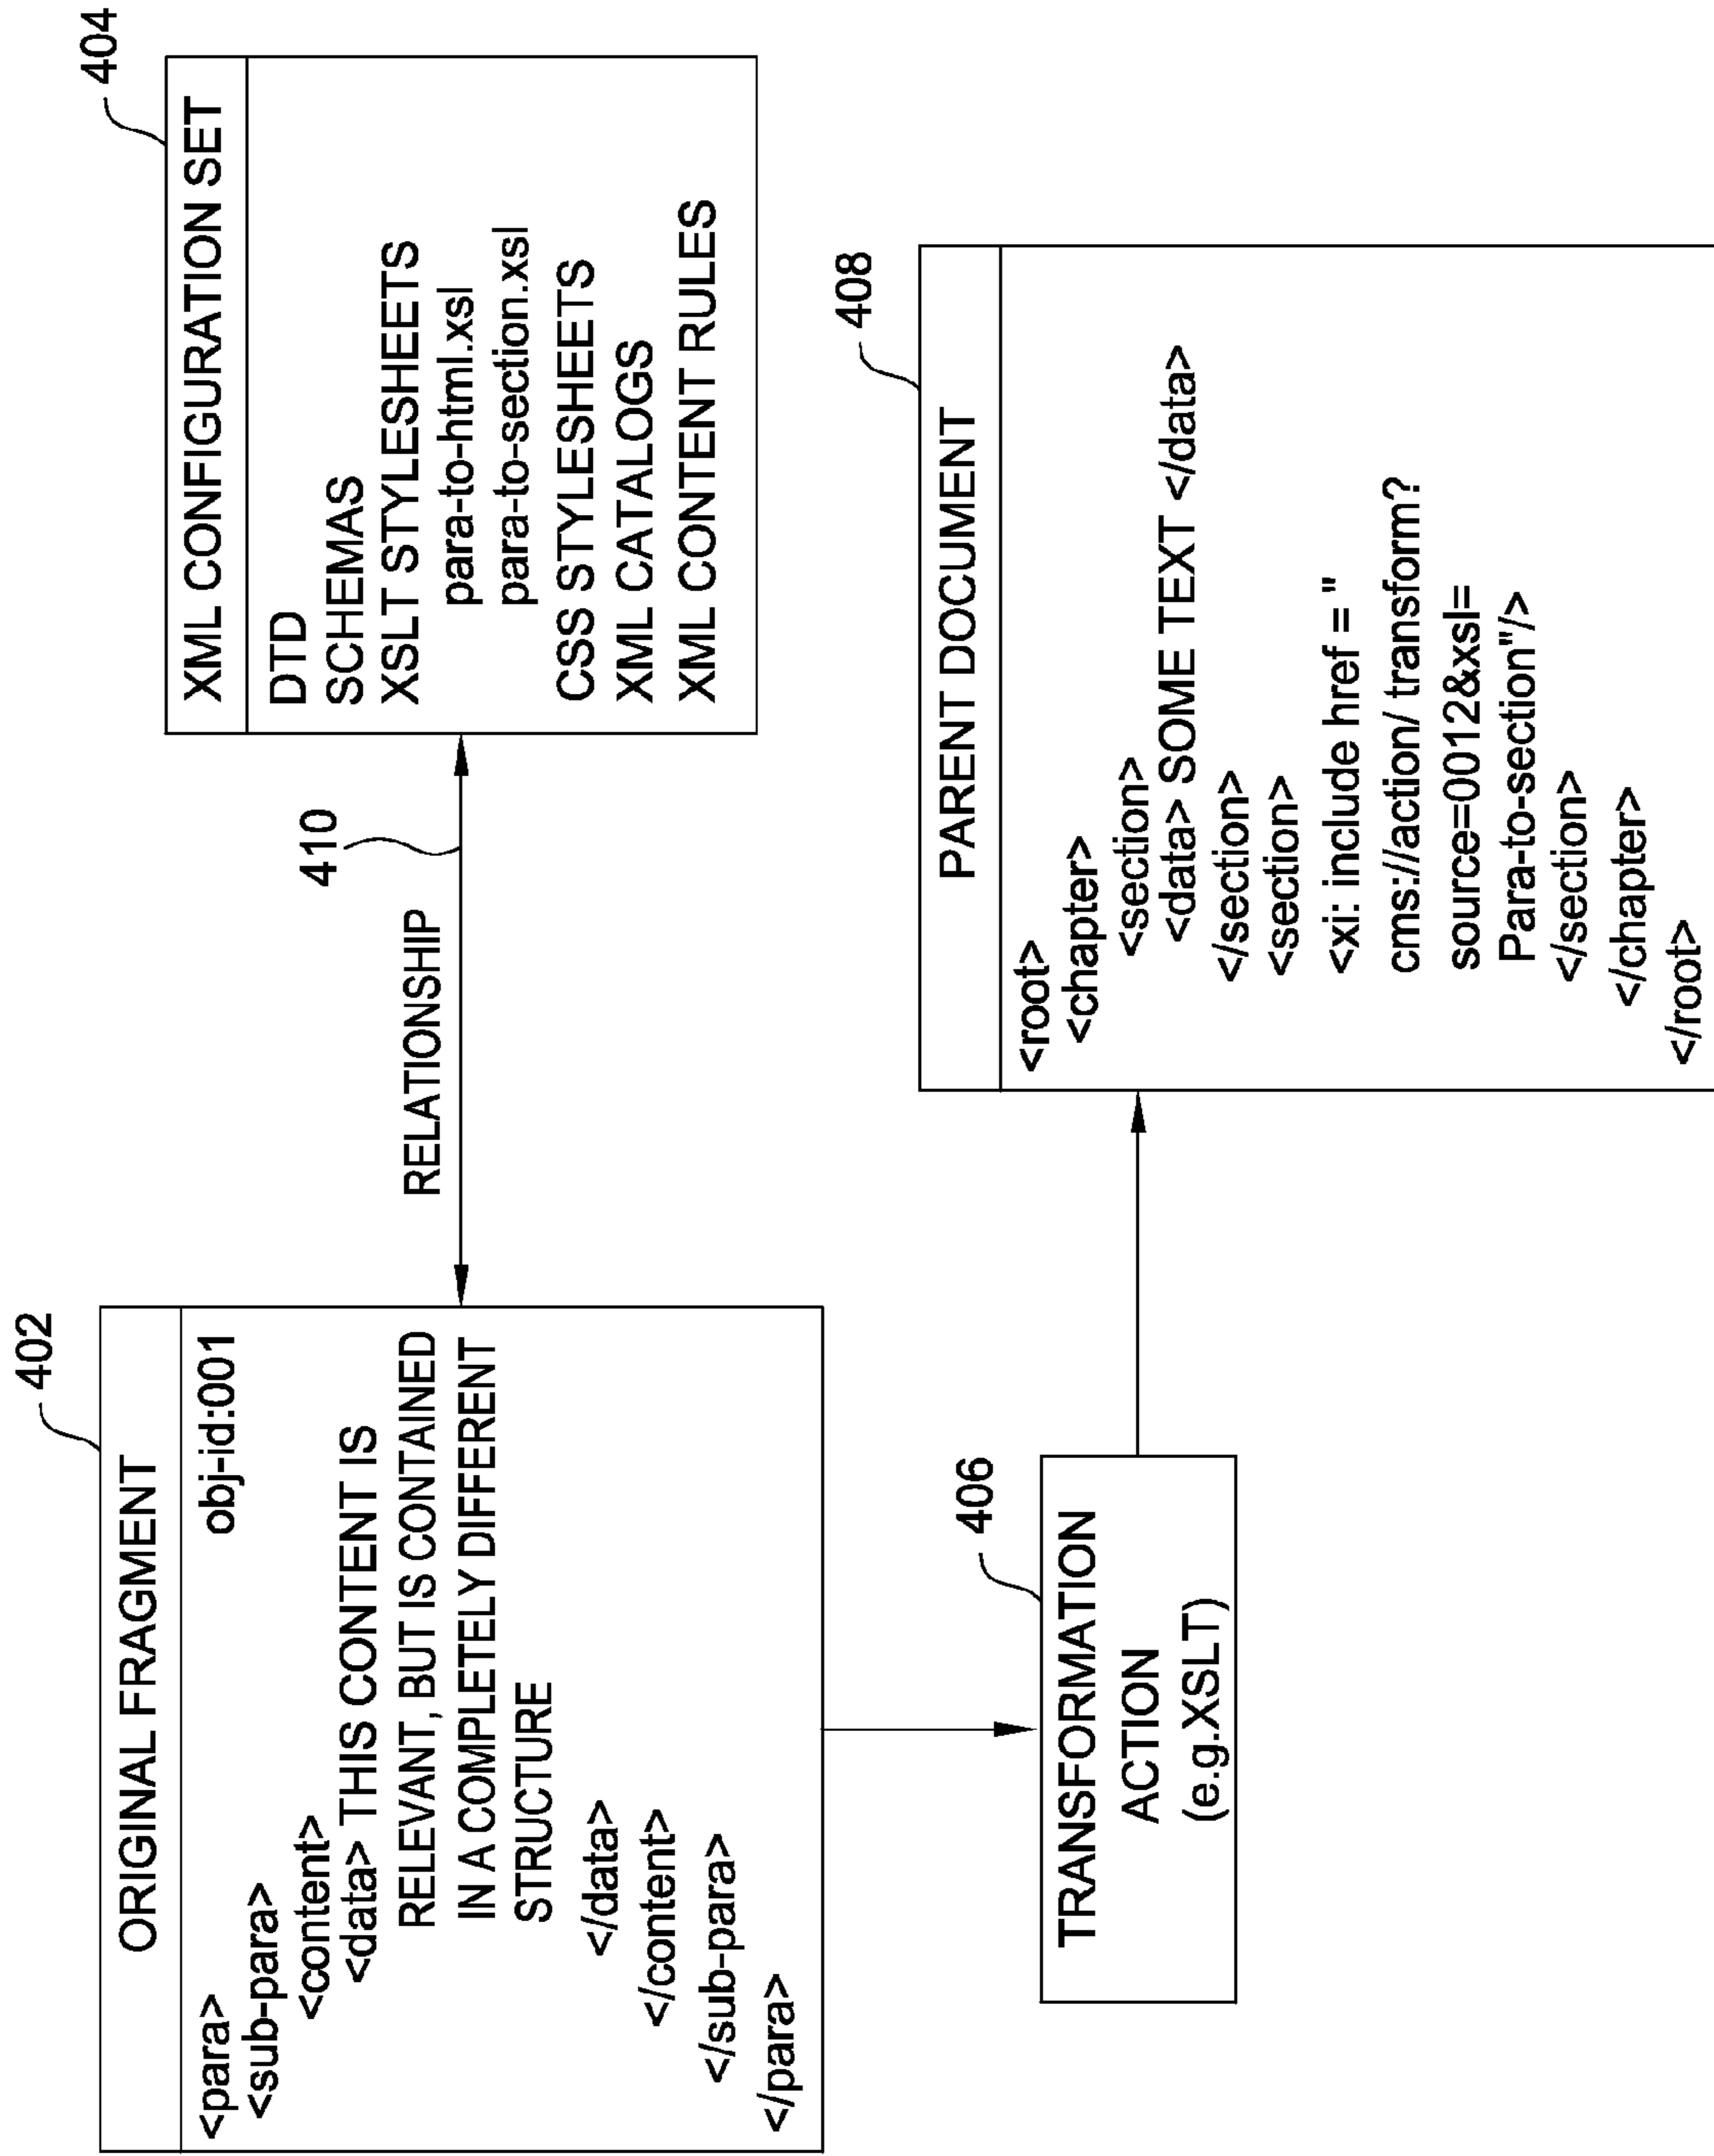 402
ORIGINAL FRAGMENT
<para> obj-id:001
<sub-para>
<content>
<data> THIS CONTENT IS
RELEVANT, BUT IS CONTAINED
IN A COMPLETELY DIFFERENT
STRUCTURE
</data>
</content>
</sub-para>
</para>
RELATIONSHIP
410
404
XML CONFIGURATION SET
DTD
SCHEMAS
XSLT STYLESHEETS
para-to-html.xsl
para-to-section.xsl
CSS STYLESHEETS
XML CATALOGS
XML CONTENT RULES
406
TRANSFORMATION
ACTION
(e.g.XSLT)
408
PARENT DOCUMENT
<root>
<chapter>
<section>
<data> SOME TEXT </data>
</section>
<section>
<xi: include href = "
cms://action/ transform?
source=0012&xsl=
Para-to-section"/>
</section>
</chapter>
</root>